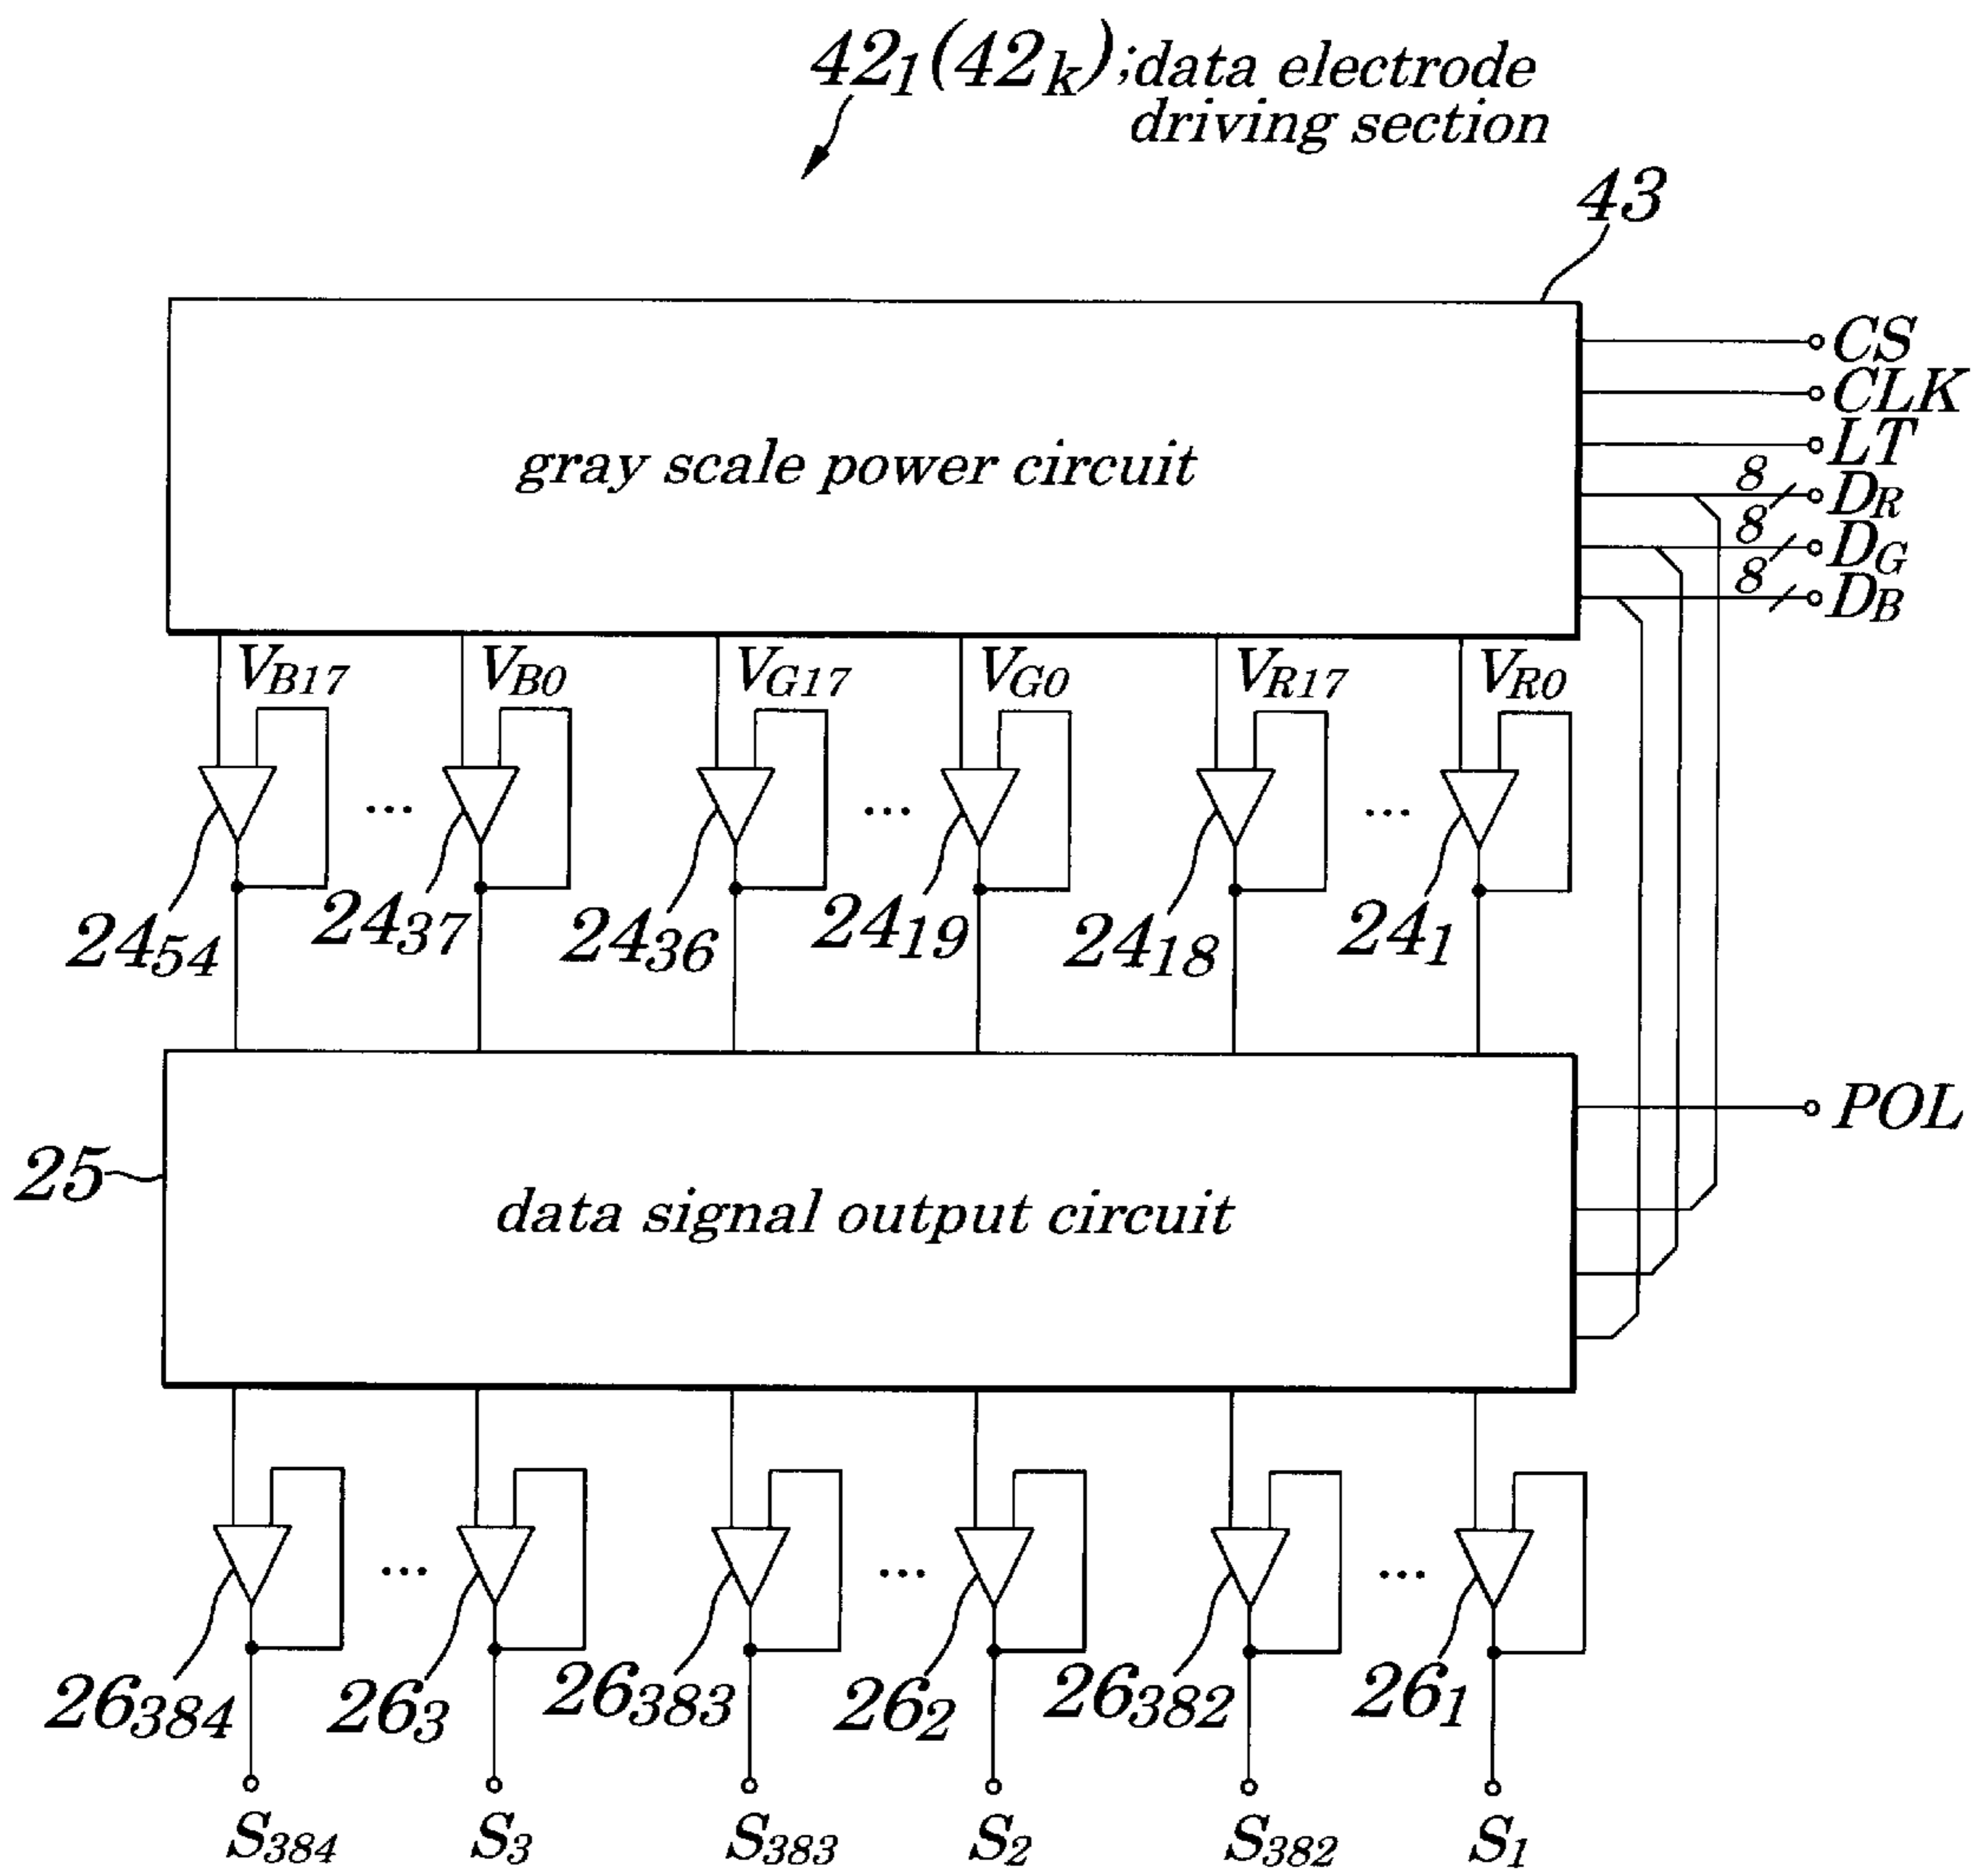 42₁(42ₖ);data electrode
driving section
43
CS
CLK
LT
gray scale power circuit
8 D_R
8 D_G
8 D_B
V_B17 V_B0 V_G17 V_G0 V_R17 V_R0
... ... ...
24₅₄ 24₃₇ 24₃₆ 24₁₉ 24₁₈ 24₁
POL
25
data signal output circuit
... ... ...
26₃₈₄ 26₃ 26₃₈₃ 26₂ 26₃₈₂ 26₁
S₃₈₄ S₃ S₃₈₃ S₂ S₃₈₂ S₁